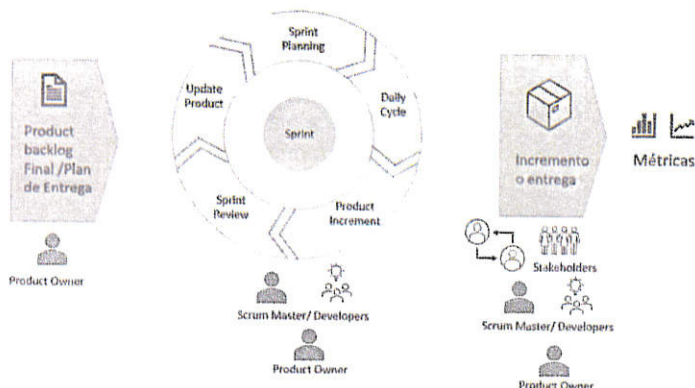 Product
backlog
Final /Plan
de Entrega
Product Owner
Sprint
Planning
Daily
Cycle
Product
Increment
Sprint
Review
Update
Product
Sprint
Scrum Master/ Developers
Product Owner
Incremento
o entrega
Métricas
Stakeholders
Scrum Master/ Developers
Product Owner